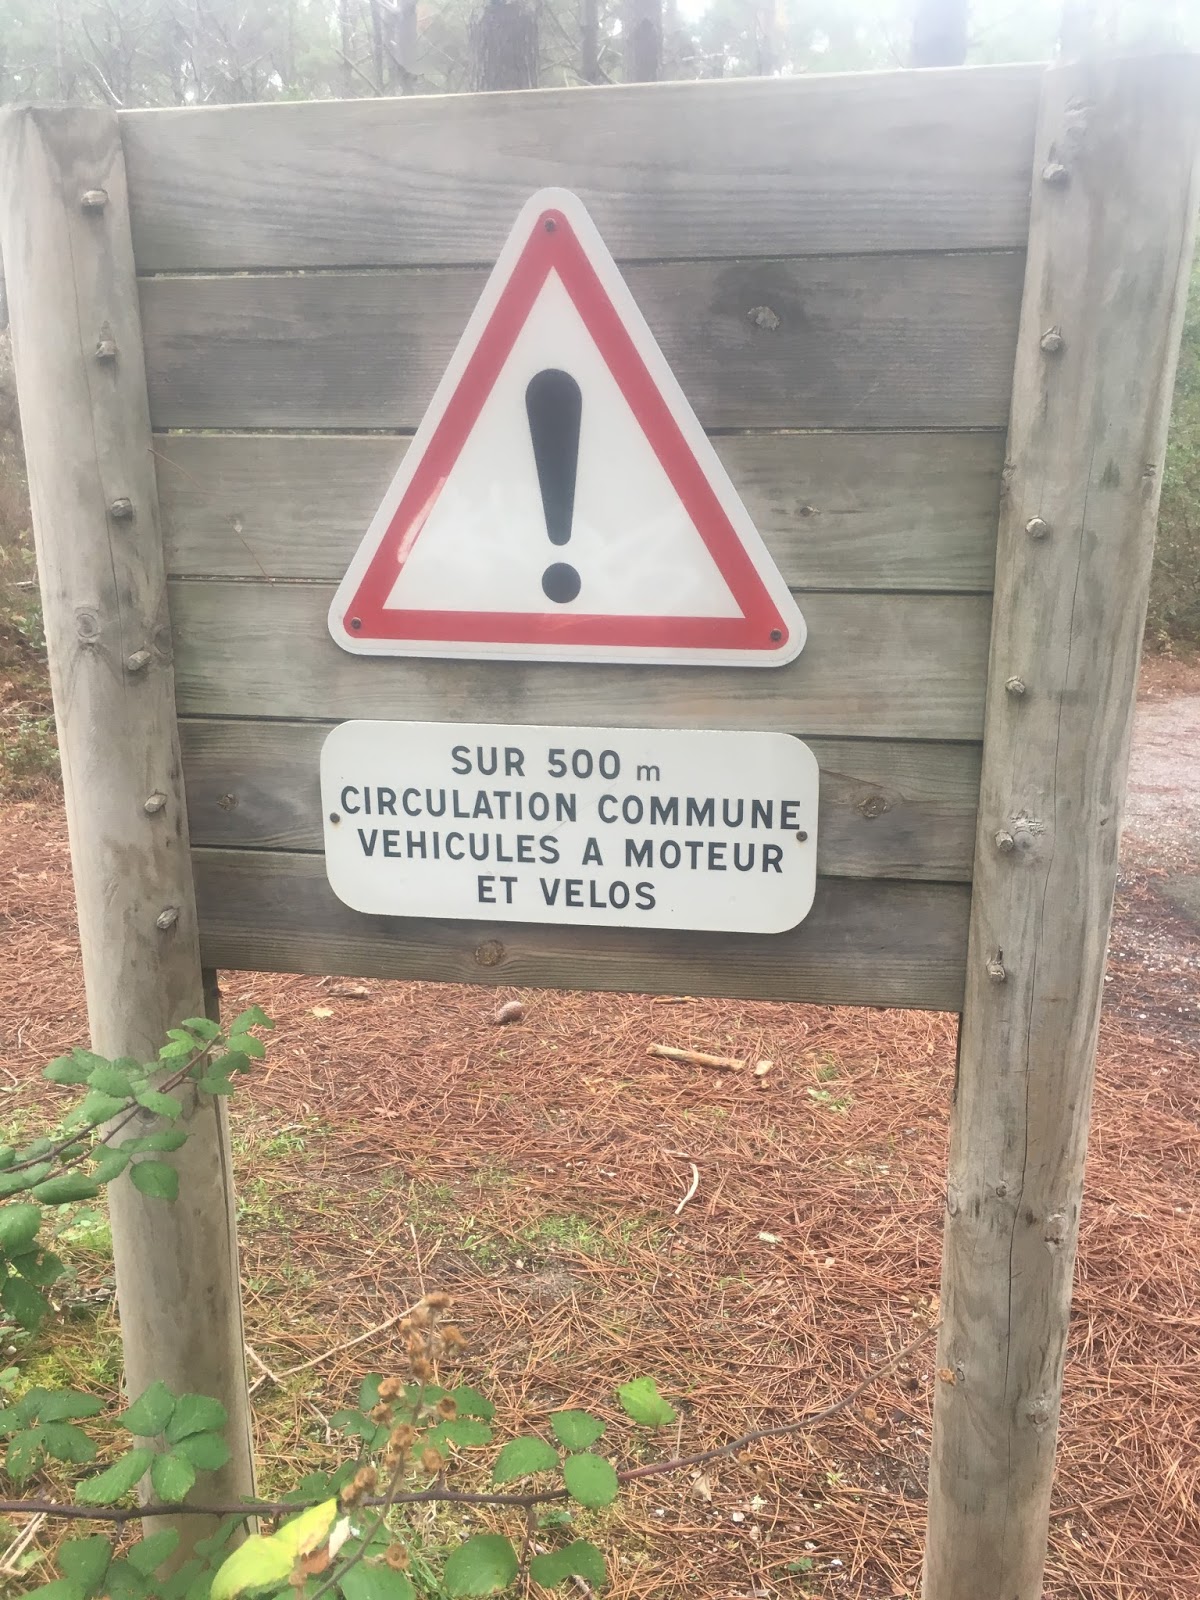 !
SUR 500 m
CIRCULATION COMMUNE
VEHICULES A MOTEUR
ET VELOS